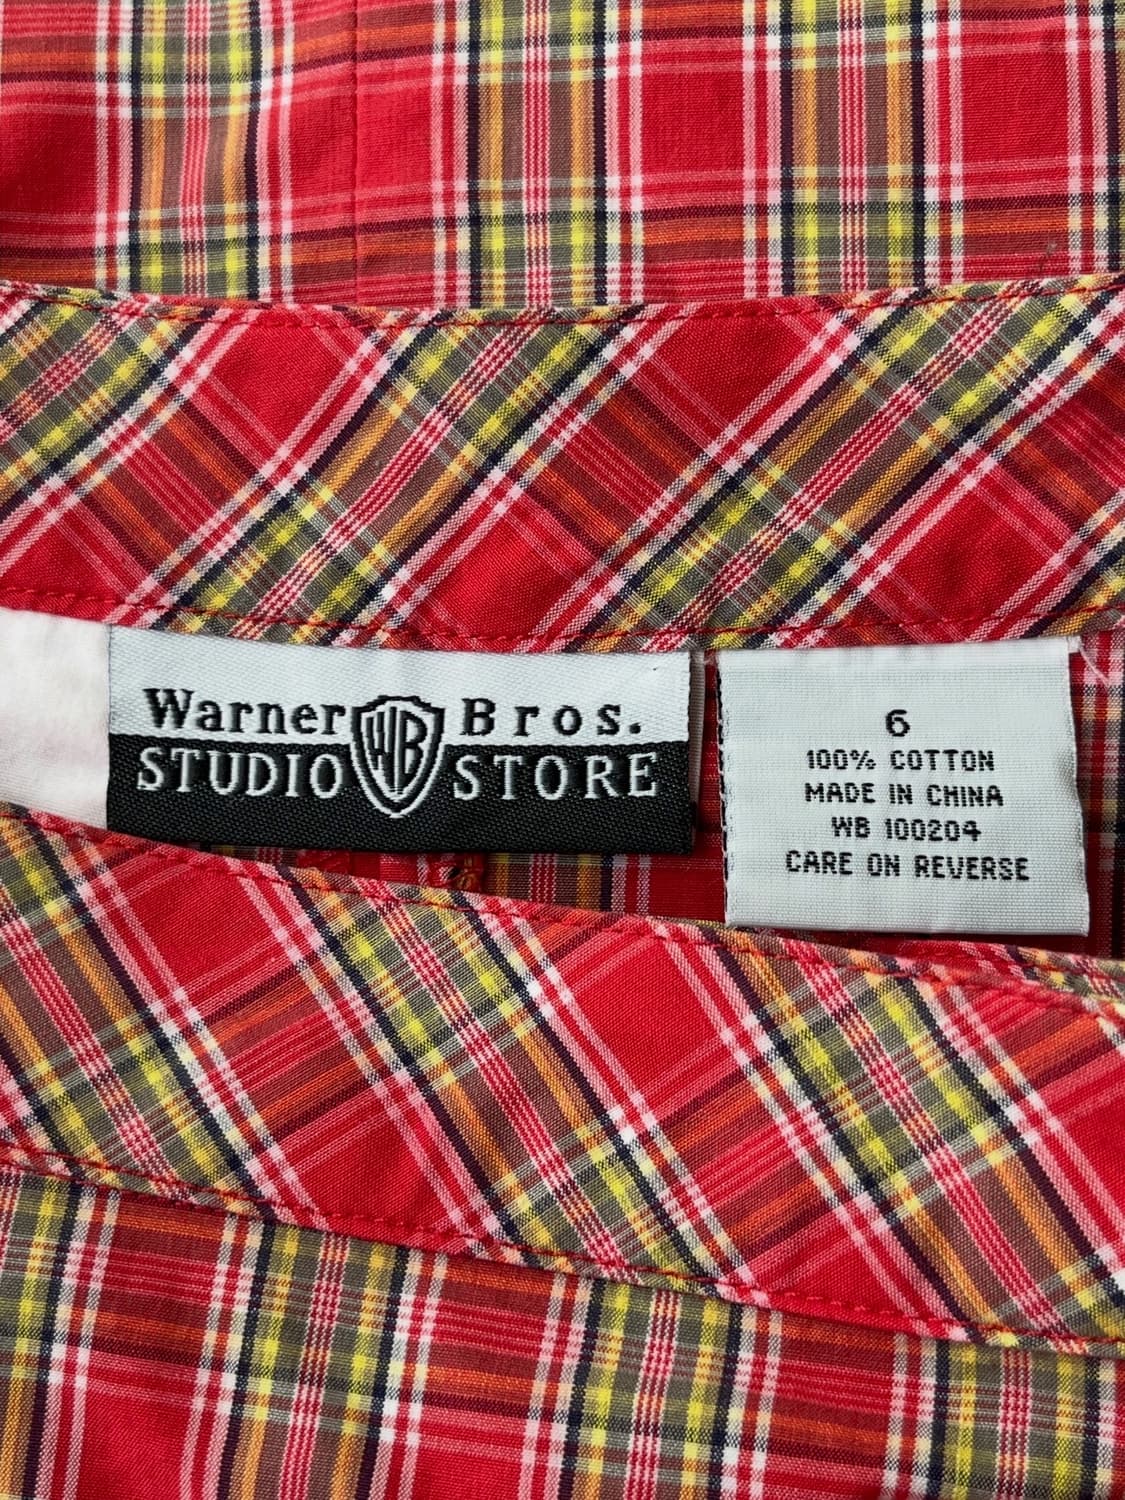 Warner Bros.
STUDIO STORE
WB
6
100% COTTON
MADE IN CHINA
WB 100204
CARE ON REVERSE